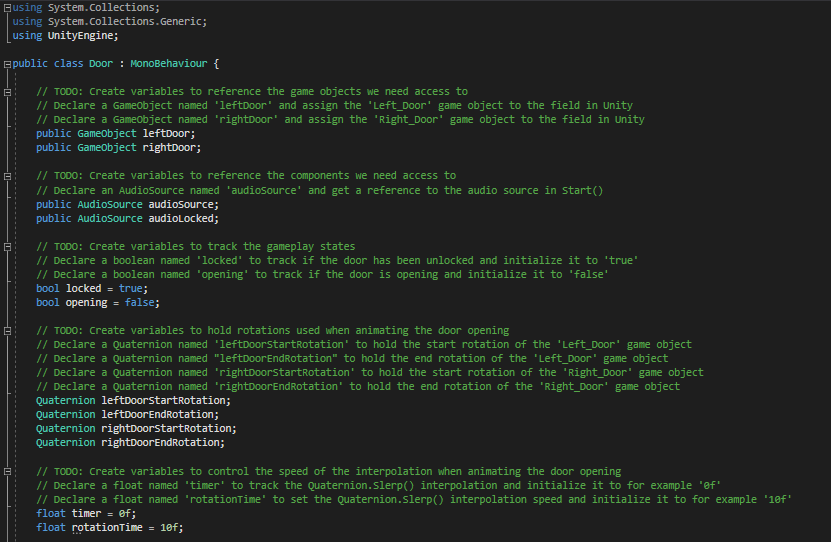 using System.Collections;
using System.Collections.Generic;
using UnityEngine;
public class Door : MonoBehaviour {
// TODO: Create variables to reference the game objects we need access to
// Declare a GameObject named 'leftDoor' and assign the 'Left_Door' game object to the field in Unity
// Declare a GameObject named 'rightDoor' and assign the 'Right_Door' game object to the field in Unity
public GameObject leftDoor;
public GameObject rightDoor;
// TODO: Create variables to reference the components we need access to
// Declare an AudioSource named 'audioSource' and get a reference to the audio source in Start()
public AudioSource audioSource;
public AudioSource audioLocked;
// TODO: Create variables to track the gameplay states
// Declare a boolean named 'locked' to track if the door has been unlocked and initialize it to 'true'
// Declare a boolean named 'opening' to track if the door is opening and initialize it to 'false'
bool locked = true;
bool opening = false;
// TODO: Create variables to hold rotations used when animating the door opening
// Declare a Quaternion named 'leftDoorStartRotation' to hold the start rotation of the 'Left_Door' game object
// Declare a Quaternion named "leftDoorEndRotation" to hold the end rotation of the 'Left_Door' game object
// Declare a Quaternion named 'rightDoorStartRotation' to hold the start rotation of the 'Right_Door' game object
// Declare a Quaternion named 'rightDoorEndRotation' to hold the end rotation of the 'Right_Door' game object
Quaternion leftDoorStartRotation;
Quaternion leftDoorEndRotation;
Quaternion rightDoorStartRotation;
Quaternion rightDoorEndRotation;
// TODO: Create variables to control the speed of the interpolation when animating the door opening
// Declare a float named 'timer' to track the Quaternion.Slerp() interpolation and initialize it to for example '0f'
// Declare a float named 'rotationTime' to set the Quaternion.Slerp() interpolation speed and initialize it to for example '10f'
float timer = 0f;
float rotationTime = 10f;